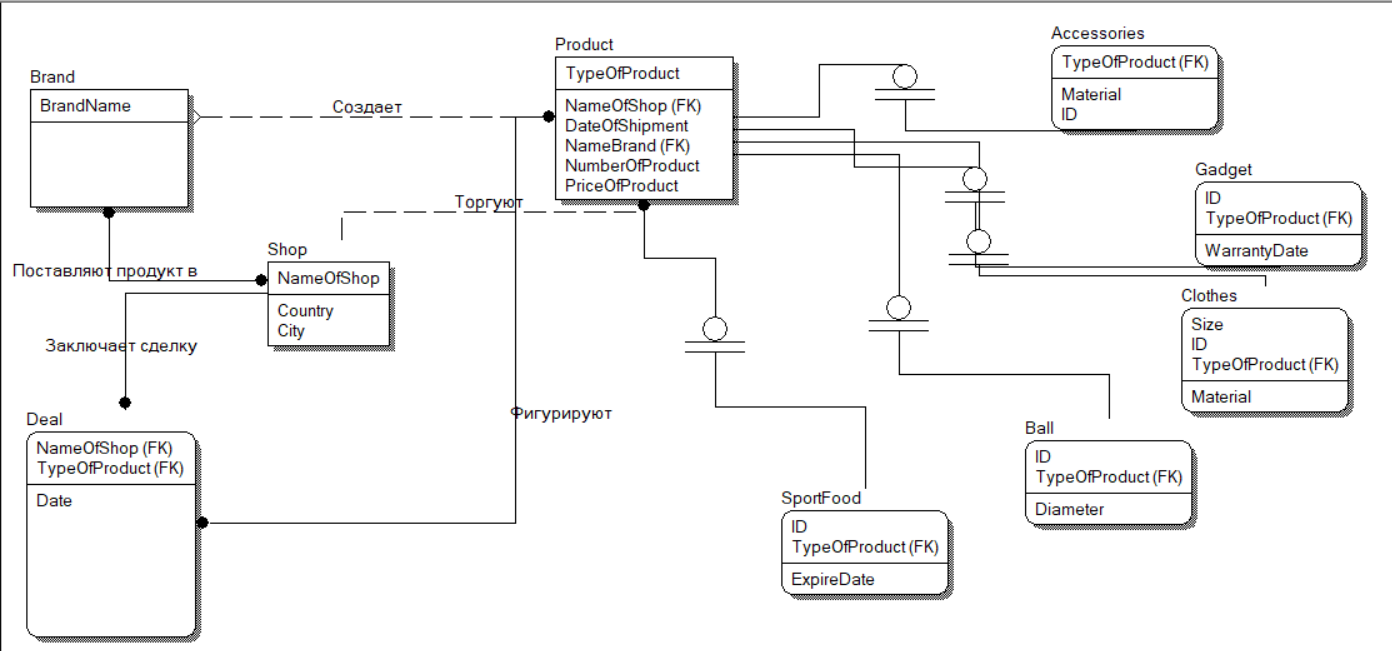 Brand
BrandName
Создает
Product
TypeOfProduct
NameOfShop (FK)
DateOfShipment
NameBrand (FK)
NumberOfProduct
PriceOfProduct
Accessories
TypeOfProduct (FK)
Material
ID
Gadget
ID
TypeOfProduct (FK)
WarrantyDate
Торгуют
Shop
NameOfShop
Country
City
Поставляют продукт в
Заключает сделку
Clothes
Size
ID
TypeOfProduct (FK)
Material
Deal
NameOfShop (FK)
TypeOfProduct (FK)
Date
Фигурируют
Ball
ID
TypeOfProduct (FK)
Diameter
SportFood
ID
TypeOfProduct (FK)
ExpireDate